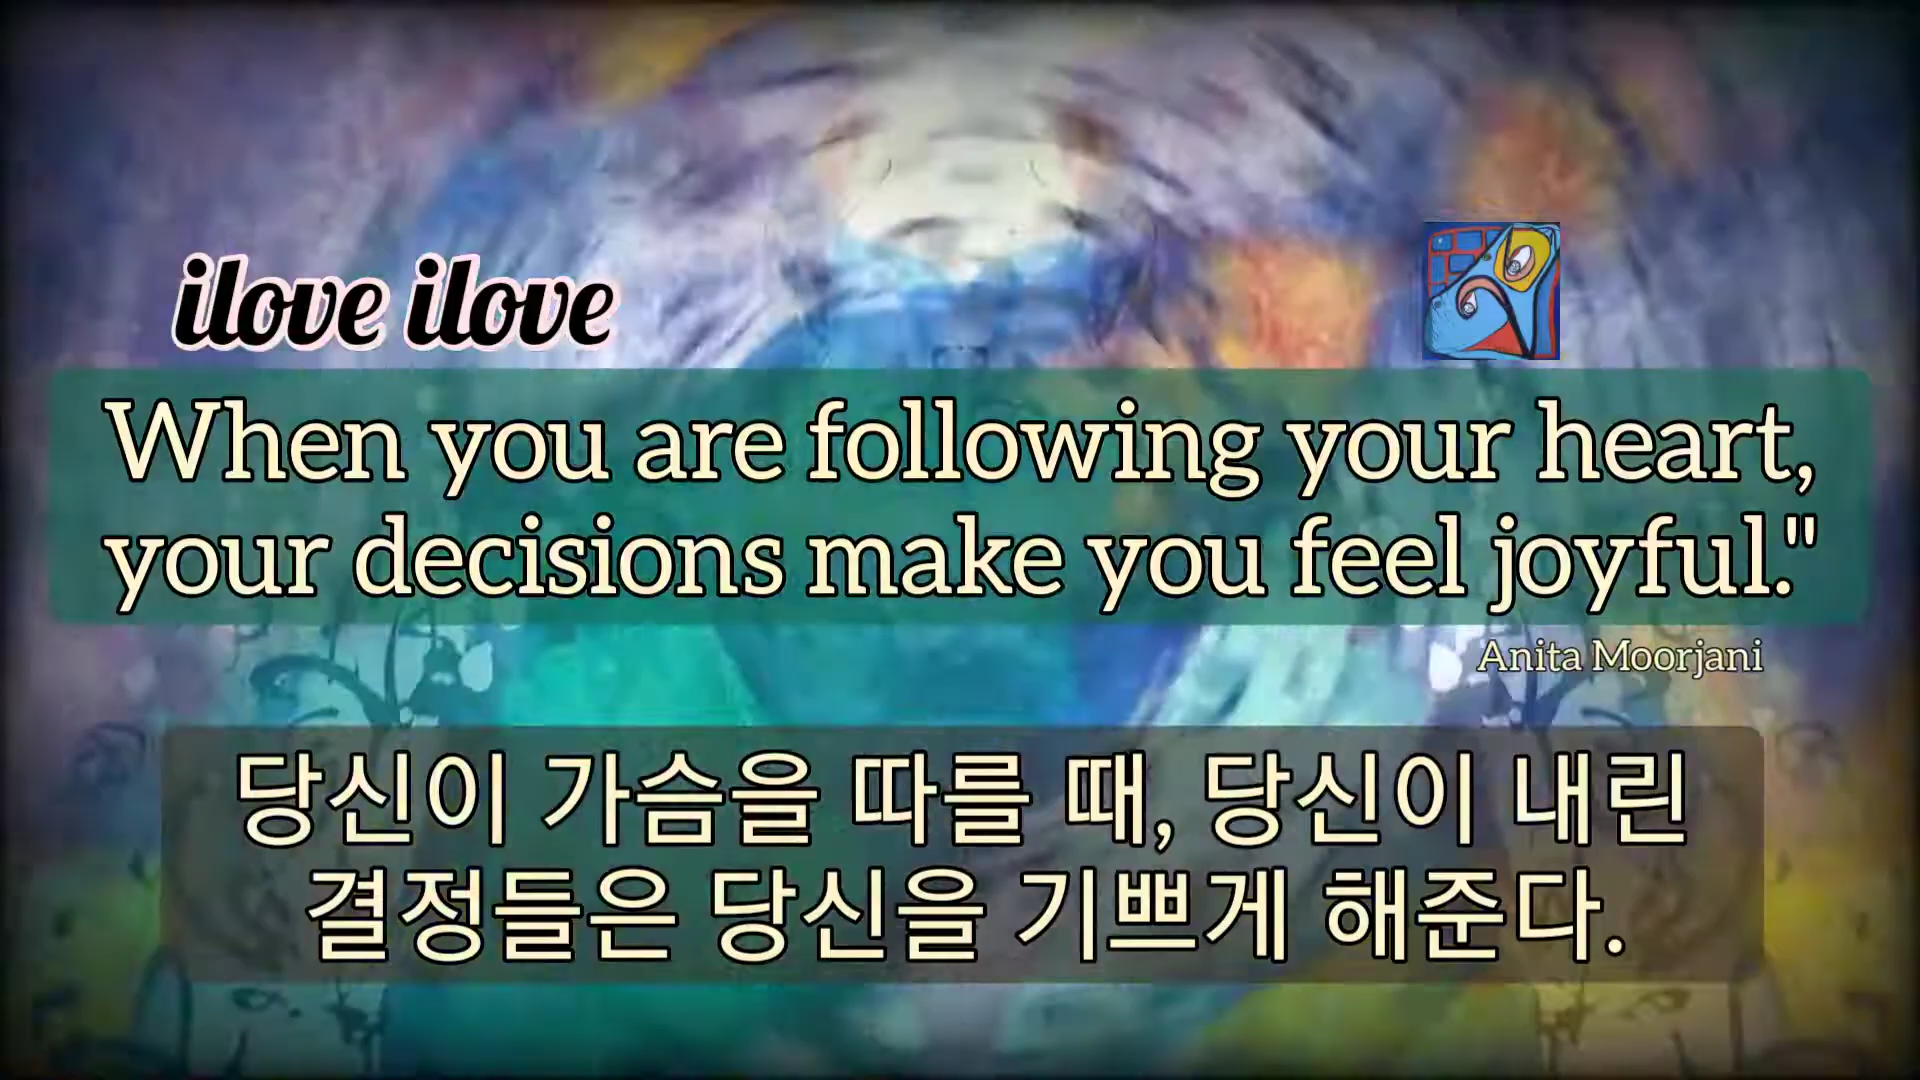 ilove ilove
When you are following your heart,
your decisions make you feel joyful."
Anita Moorjani
당신이 가슴을 따를 때, 당신이 내린
결정들은 당신을 기쁘게 해준다.